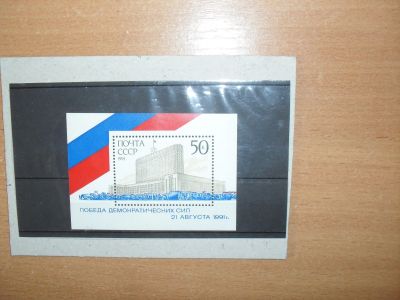 ПОЧТА 50
СССР
1991
ПОБЕДА ДЕМОКРАТИЧЕСКИХ СИЛ
21 АВГУСТА 1991г.